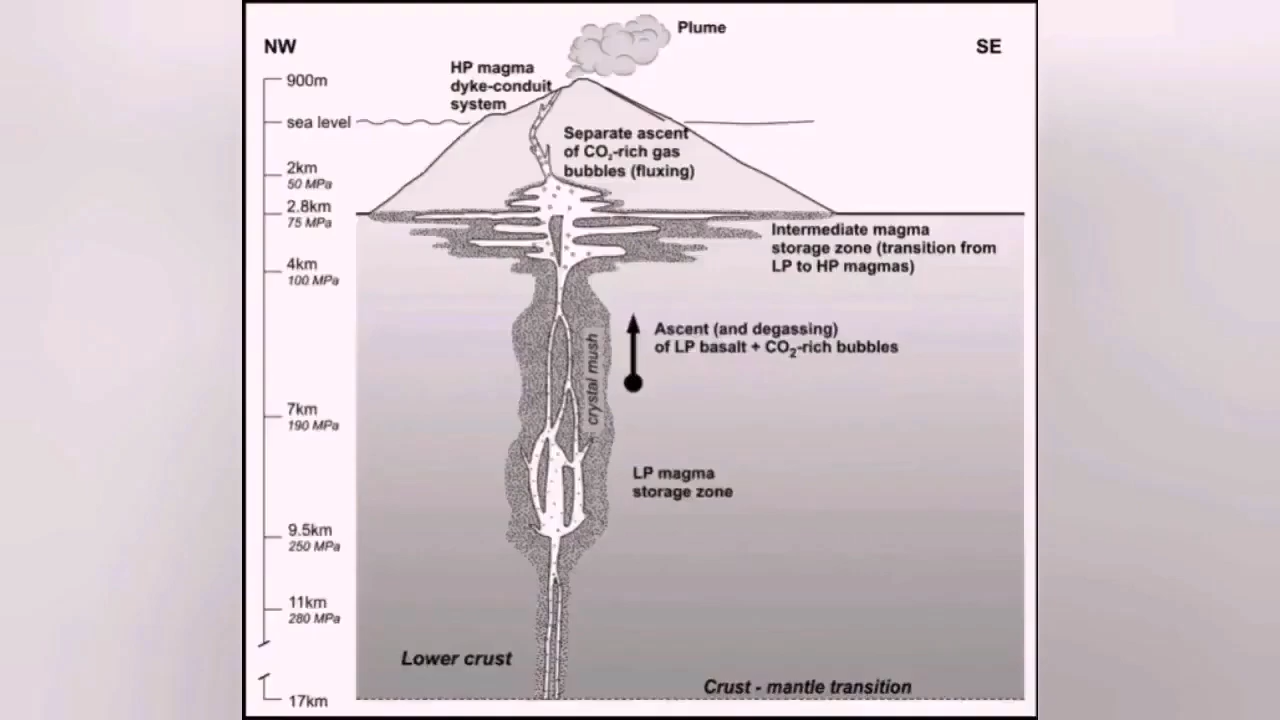 Plume
NW
SE
HP magma
dyke-conduit
system
900m
sea level
Separate ascent
of CO₂-rich gas
bubbles (fluxing)
2km
50 MPa
2.8km
75 MPa
Intermediate magma
storage zone (transition from
LP to HP magmas)
4km
100 MPa
Ascent (and degassing)
of LP basalt + CO₂-rich bubbles
crystal mush
7km
190 MPa
LP magma
storage zone
9.5km
250 MPa
11km
280 MPa
Lower crust
Crust - mantle transition
17km